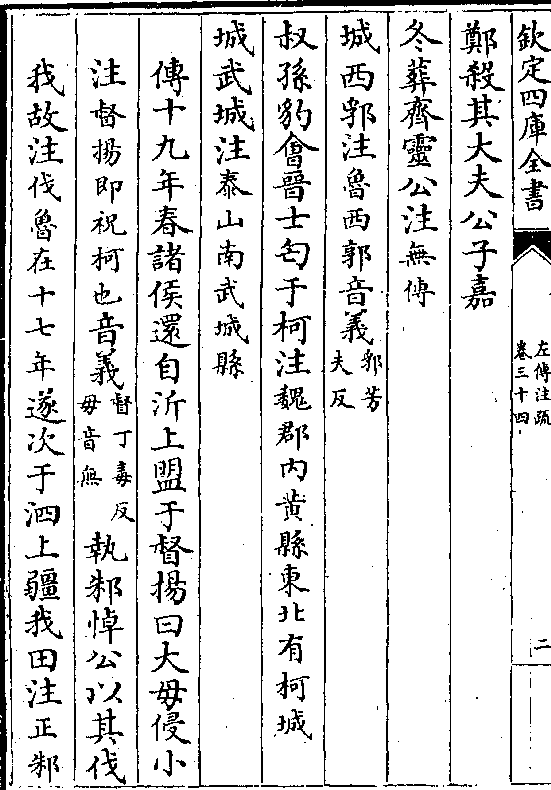 欽定四庫全書
左傳注疏
卷三十四
二
鄭殺其大夫公子嘉
冬葬齊靈公注無傳
城西郛注魯西郭音義郛芳夫反
叔孫豹會晉士匄于柯注魏郡內黃縣東北有柯城
城武城注泰山南武城縣
傳十九年春諸侯還自沂上盟于督揚曰大毋侵小
注督揚即祝柯也音義督丁毒反毋音無執邾悼公以其伐
我故注伐魯在十七年遂次于泗上疆我田注正邾